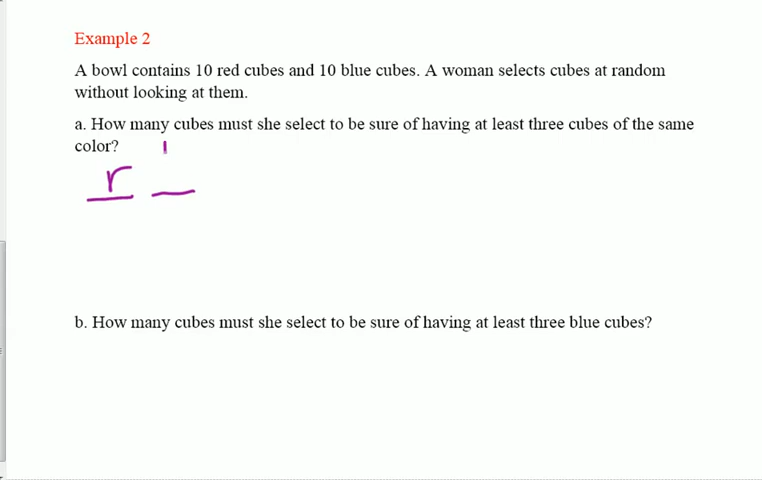 Example 2
A bowl contains 10 red cubes and 10 blue cubes. A woman selects cubes at random
without looking at them.
a. How many cubes must she select to be sure of having at least three cubes of the same
color?
r
b. How many cubes must she select to be sure of having at least three blue cubes?